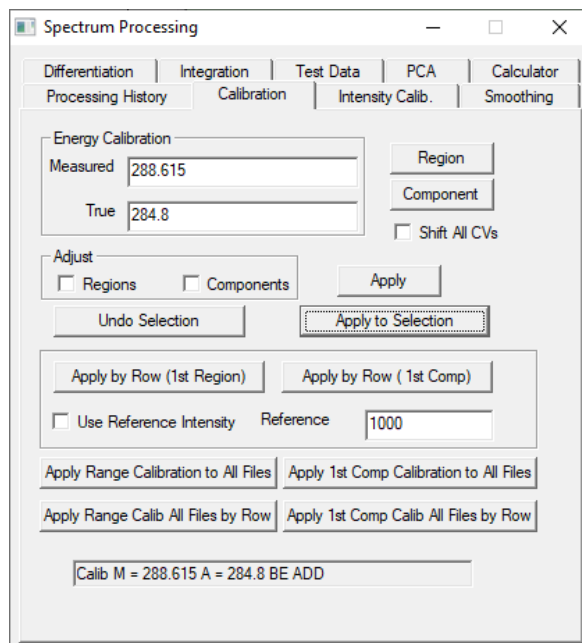 Spectrum Processing
Differentiation Integration Test Data PCA Calculator
Processing History Calibration Intensity Calib. Smoothing
Energy Calibration
Measured 288.615
True 284.8
Region
Component
Shift All CVs
Adjust
Regions Components
Apply
Undo Selection Apply to Selection
Apply by Row (1st Region) Apply by Row ( 1st Comp)
Use Reference Intensity Reference 1000
Apply Range Calibration to All Files Apply 1st Comp Calibration to All Files
Apply Range Calib All Files by Row Apply 1st Comp Calib All Files by Row
Calib M = 288.615 A = 284.8 BE ADD